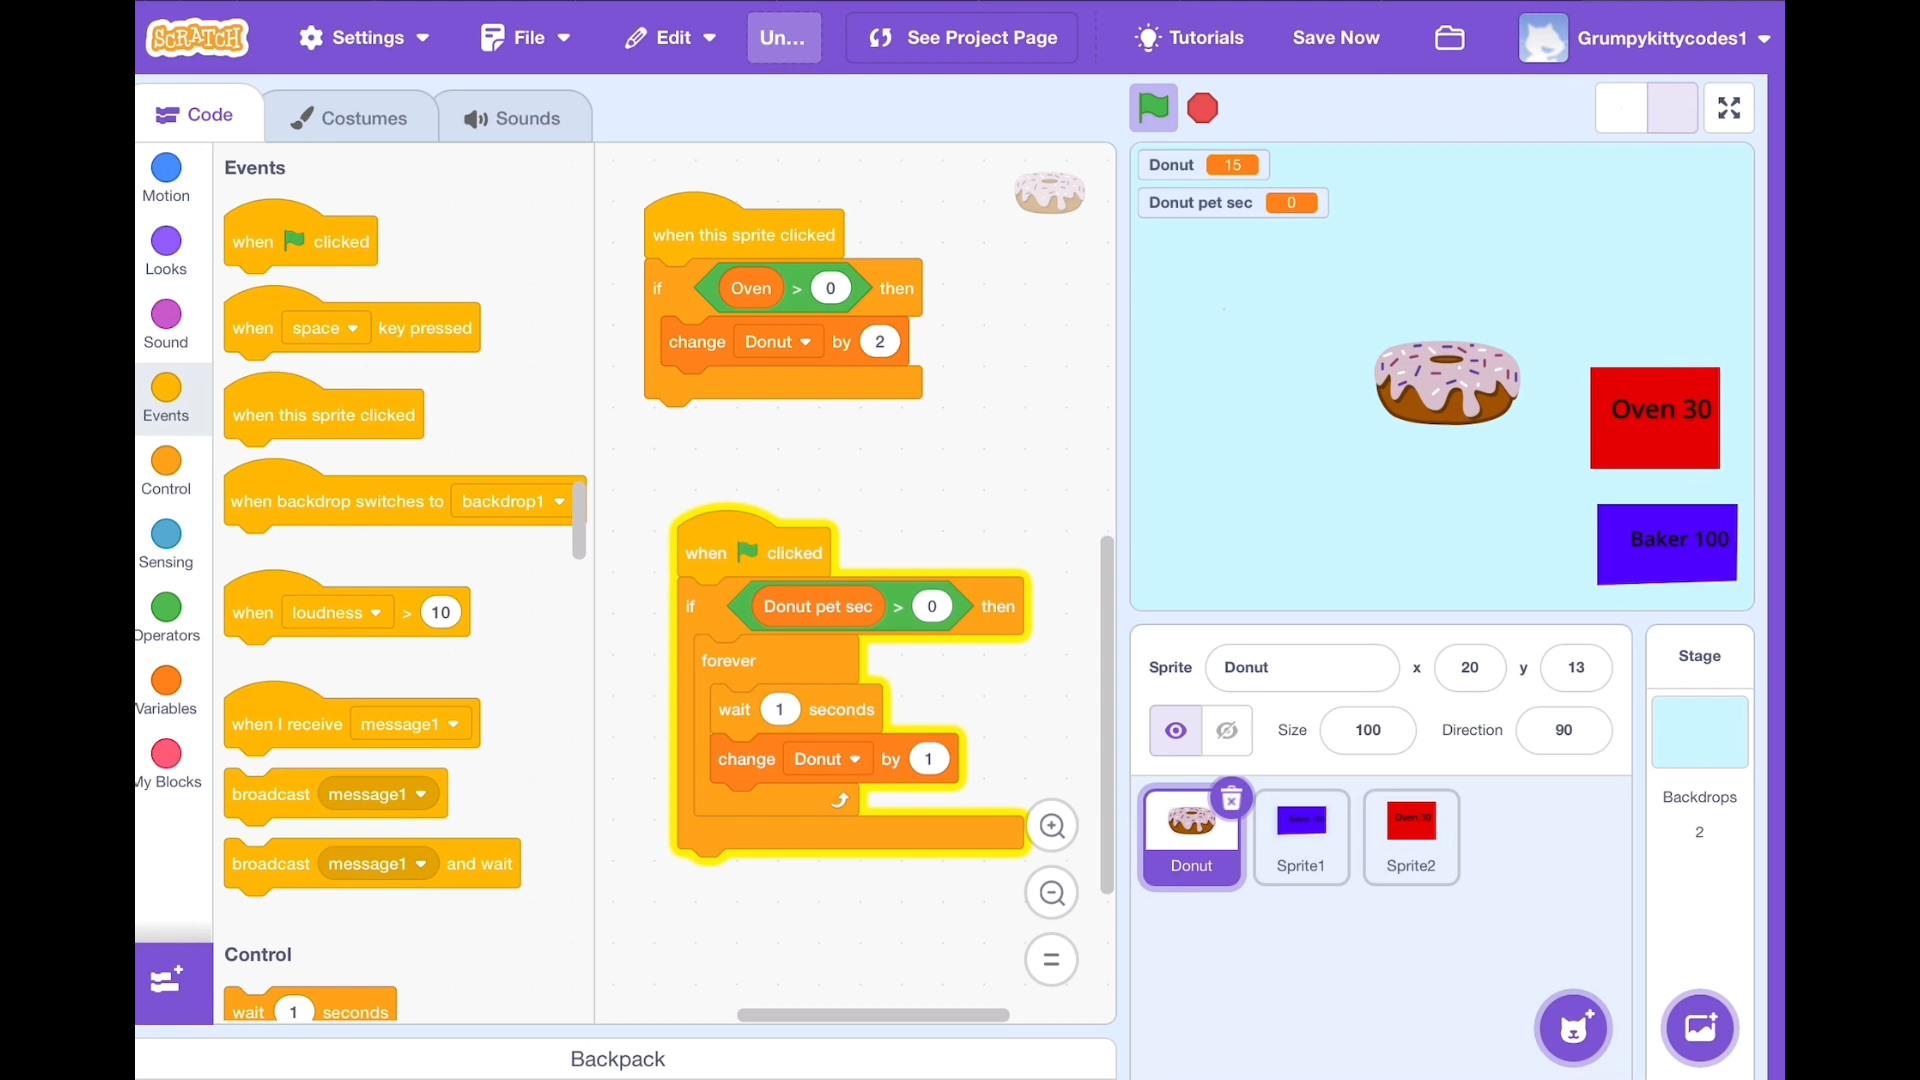 SCRATCH Settings File Edit Un... See Project Page Tutorials Save Now Grumpykittycodes1
Code Costumes Sounds
Motion
Looks
Sound
Events
Control
Sensing
Operators
Variables
My Blocks
Events
when clicked
when space key pressed
when this sprite clicked
when backdrop switches to backdrop1
when loudness > 10
when I receive message1
broadcast message1
broadcast message1 and wait
Control
wait 1 seconds
when this sprite clicked
if Oven > 0 then
change Donut by 2
when clicked
if Donut pet sec > 0 then
forever
wait 1 seconds
change Donut by 1
Backpack
Donut 15
Donut pet sec 0
Oven 30
Baker 100
Sprite Donut x 20 y 13
Size 100 Direction 90
Donut
Baker 100
Sprite1
Oven 30
Sprite2
Stage
Backdrops
2